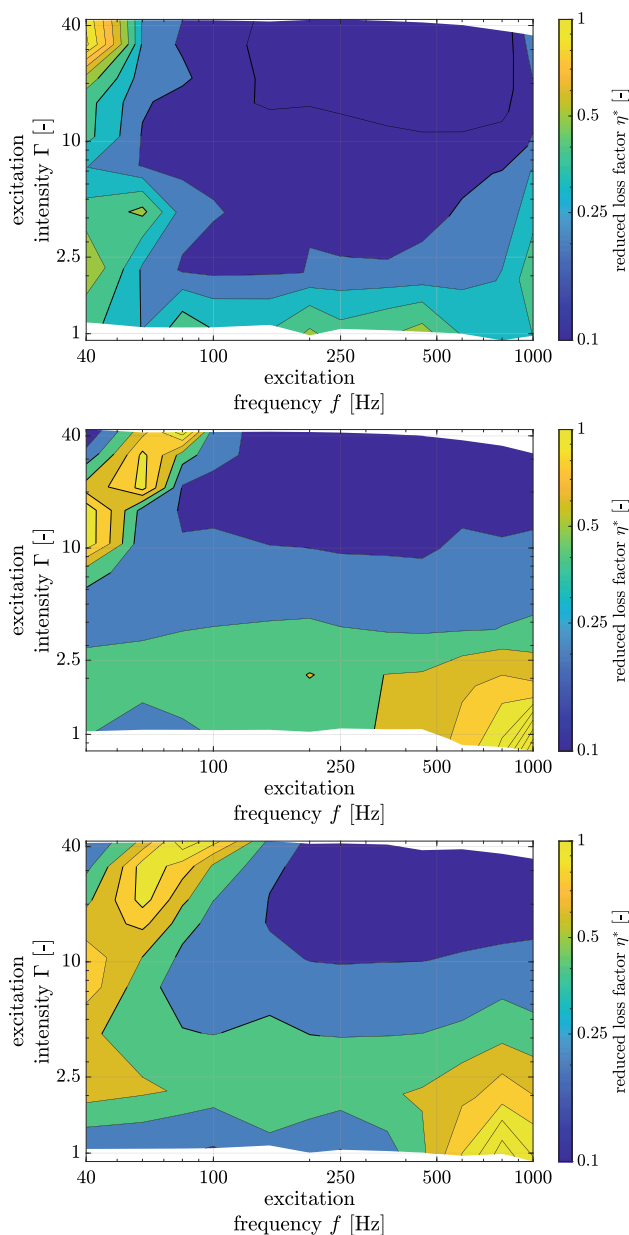 40
10
2.5
1
excitation
intensity Γ [-]
40
100
250
500
1000
excitation
frequency f [Hz]
1
0.5
0.25
0.1
reduced loss factor η* [-]
40
10
2.5
1
excitation
intensity Γ [-]
40
100
250
500
1000
excitation
frequency f [Hz]
1
0.5
0.25
0.1
reduced loss factor η* [-]
40
10
2.5
1
excitation
intensity Γ [-]
40
100
250
500
1000
excitation
frequency f [Hz]
1
0.5
0.25
0.1
reduced loss factor η* [-]